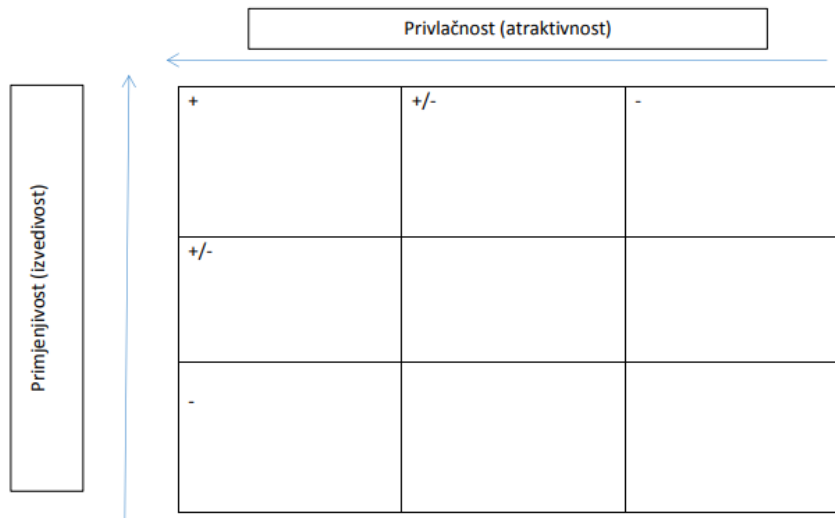 Privlačnost (atraktivnost)
Primjenjivost (izvedivost)
+
+/-
-
+/-
-